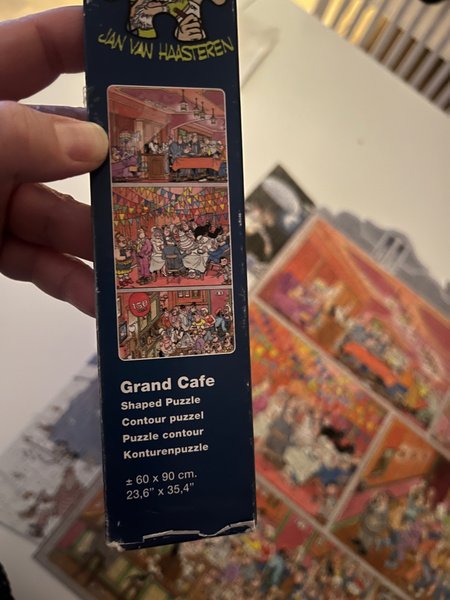 JAN VAN HAASTEREN
Grand Cafe
Shaped Puzzle
Contour puzzel
Puzzle contour
Konturenpuzzle
± 60 x 90 cm.
23,6" x 35,4"